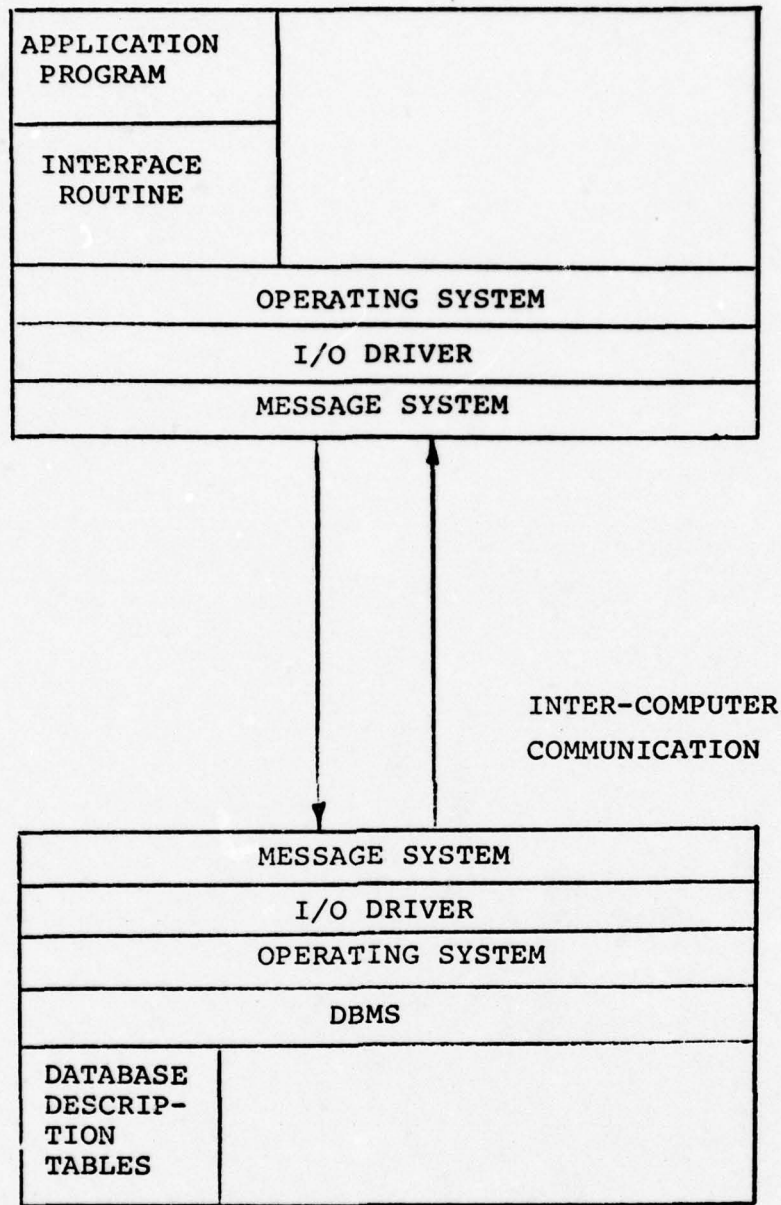 APPLICATION
PROGRAM
INTERFACE
ROUTINE
OPERATING SYSTEM
I/O DRIVER
MESSAGE SYSTEM
INTER-COMPUTER
COMMUNICATION
MESSAGE SYSTEM
I/O DRIVER
OPERATING SYSTEM
DBMS
DATABASE
DESCRIP-
TION
TABLES